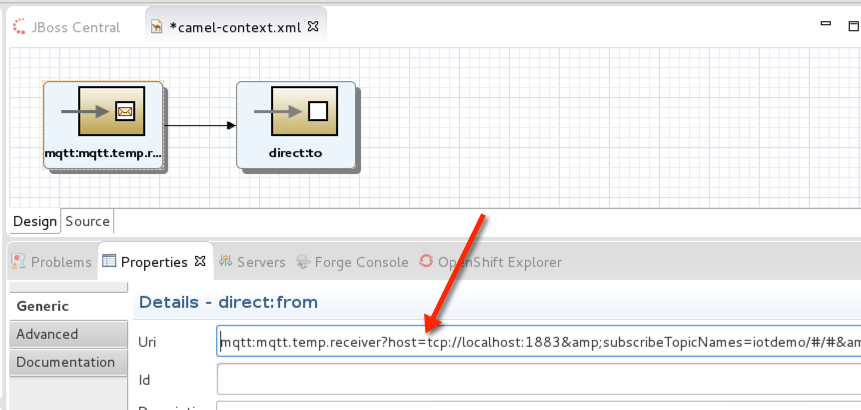 JBoss Central
*camel-context.xml
mqtt:mqtt.temp.r...
direct:to
Design
Source
Problems
Properties
Servers
Forge Console
OpenShift Explorer
Generic
Advanced
Documentation
Details - direct:from
Uri
mqtt:mqtt.temp.receiver?host=tcp://localhost:1883&amp;subscribeTopicNames=iotdemo/#/#&am
Id